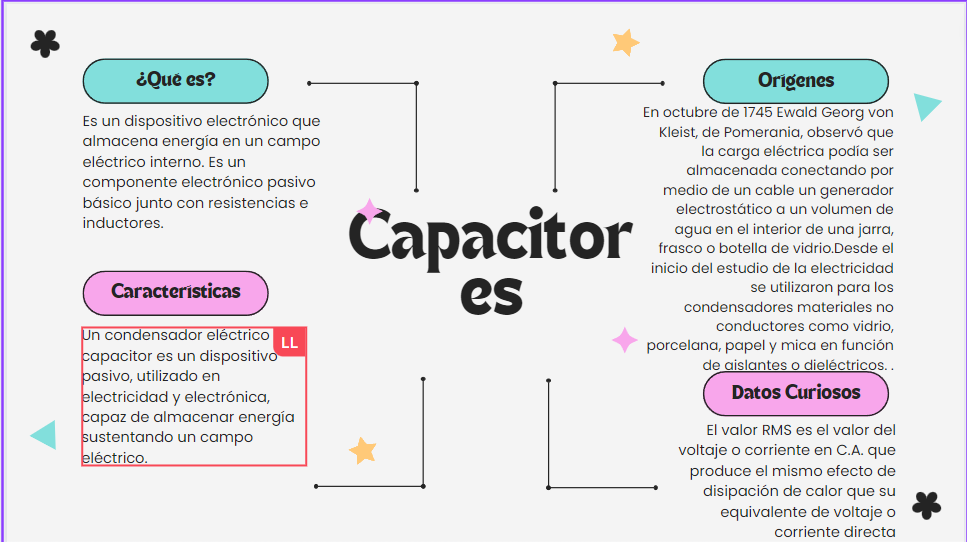 ¿Qué es?
Es un dispositivo electrónico que
almacena energía en un campo
eléctrico interno. Es un
componente electrónico pasivo
básico junto con resistencias e
inductores.
Características
Un condensador eléctrico
capacitor es un dispositivo
pasivo, utilizado en
electricidad y electrónica,
capaz de almacenar energía
sustentando un campo
eléctrico.
LL
Capacitor
es
Orígenes
En octubre de 1745 Ewald Georg von
Kleist, de Pomerania, observó que
la carga eléctrica podía ser
almacenada conectando por
medio de un cable un generador
electrostático a un volumen de
agua en el interior de una jarra,
frasco o botella de vidrio.Desde el
inicio del estudio de la electricidad
se utilizaron para los
condensadores materiales no
conductores como vidrio,
porcelana, papel y mica en función
de aislantes o dieléctricos. .
Datos Curiosos
El valor RMS es el valor del
voltaje o corriente en C.A. que
produce el mismo efecto de
disipación de calor que su
equivalente de voltaje o
corriente directa